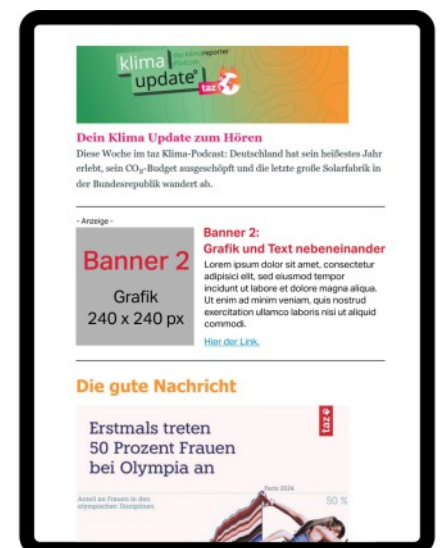 klima
update°
das klimareporter°
Podcast
taz
Dein Klima Update zum Hören
Diese Woche im taz Klima-Podcast: Deutschland hat sein heißestes Jahr
erlebt, sein CO₂-Budget ausgeschöpft und die letzte große Solarfabrik in
der Bundesrepublik wandert ab.
- Anzeige -
Banner 2
Grafik
240 x 240 px
Banner 2:
Grafik und Text nebeneinander
Lorem ipsum dolor sit amet, consectetur
adipisici elit, sed eiusmod tempor
incidunt ut labore et dolore magna aliqua.
Ut enim ad minim veniam, quis nostrud
exercitation ullamco laboris nisi ut aliquid
commodi.
Hier der Link.
Die gute Nachricht
taz
Erstmals treten
50 Prozent Frauen
bei Olympia an
Anteil an Frauen in den
olympischen Disziplinen
Paris 2024
50 %